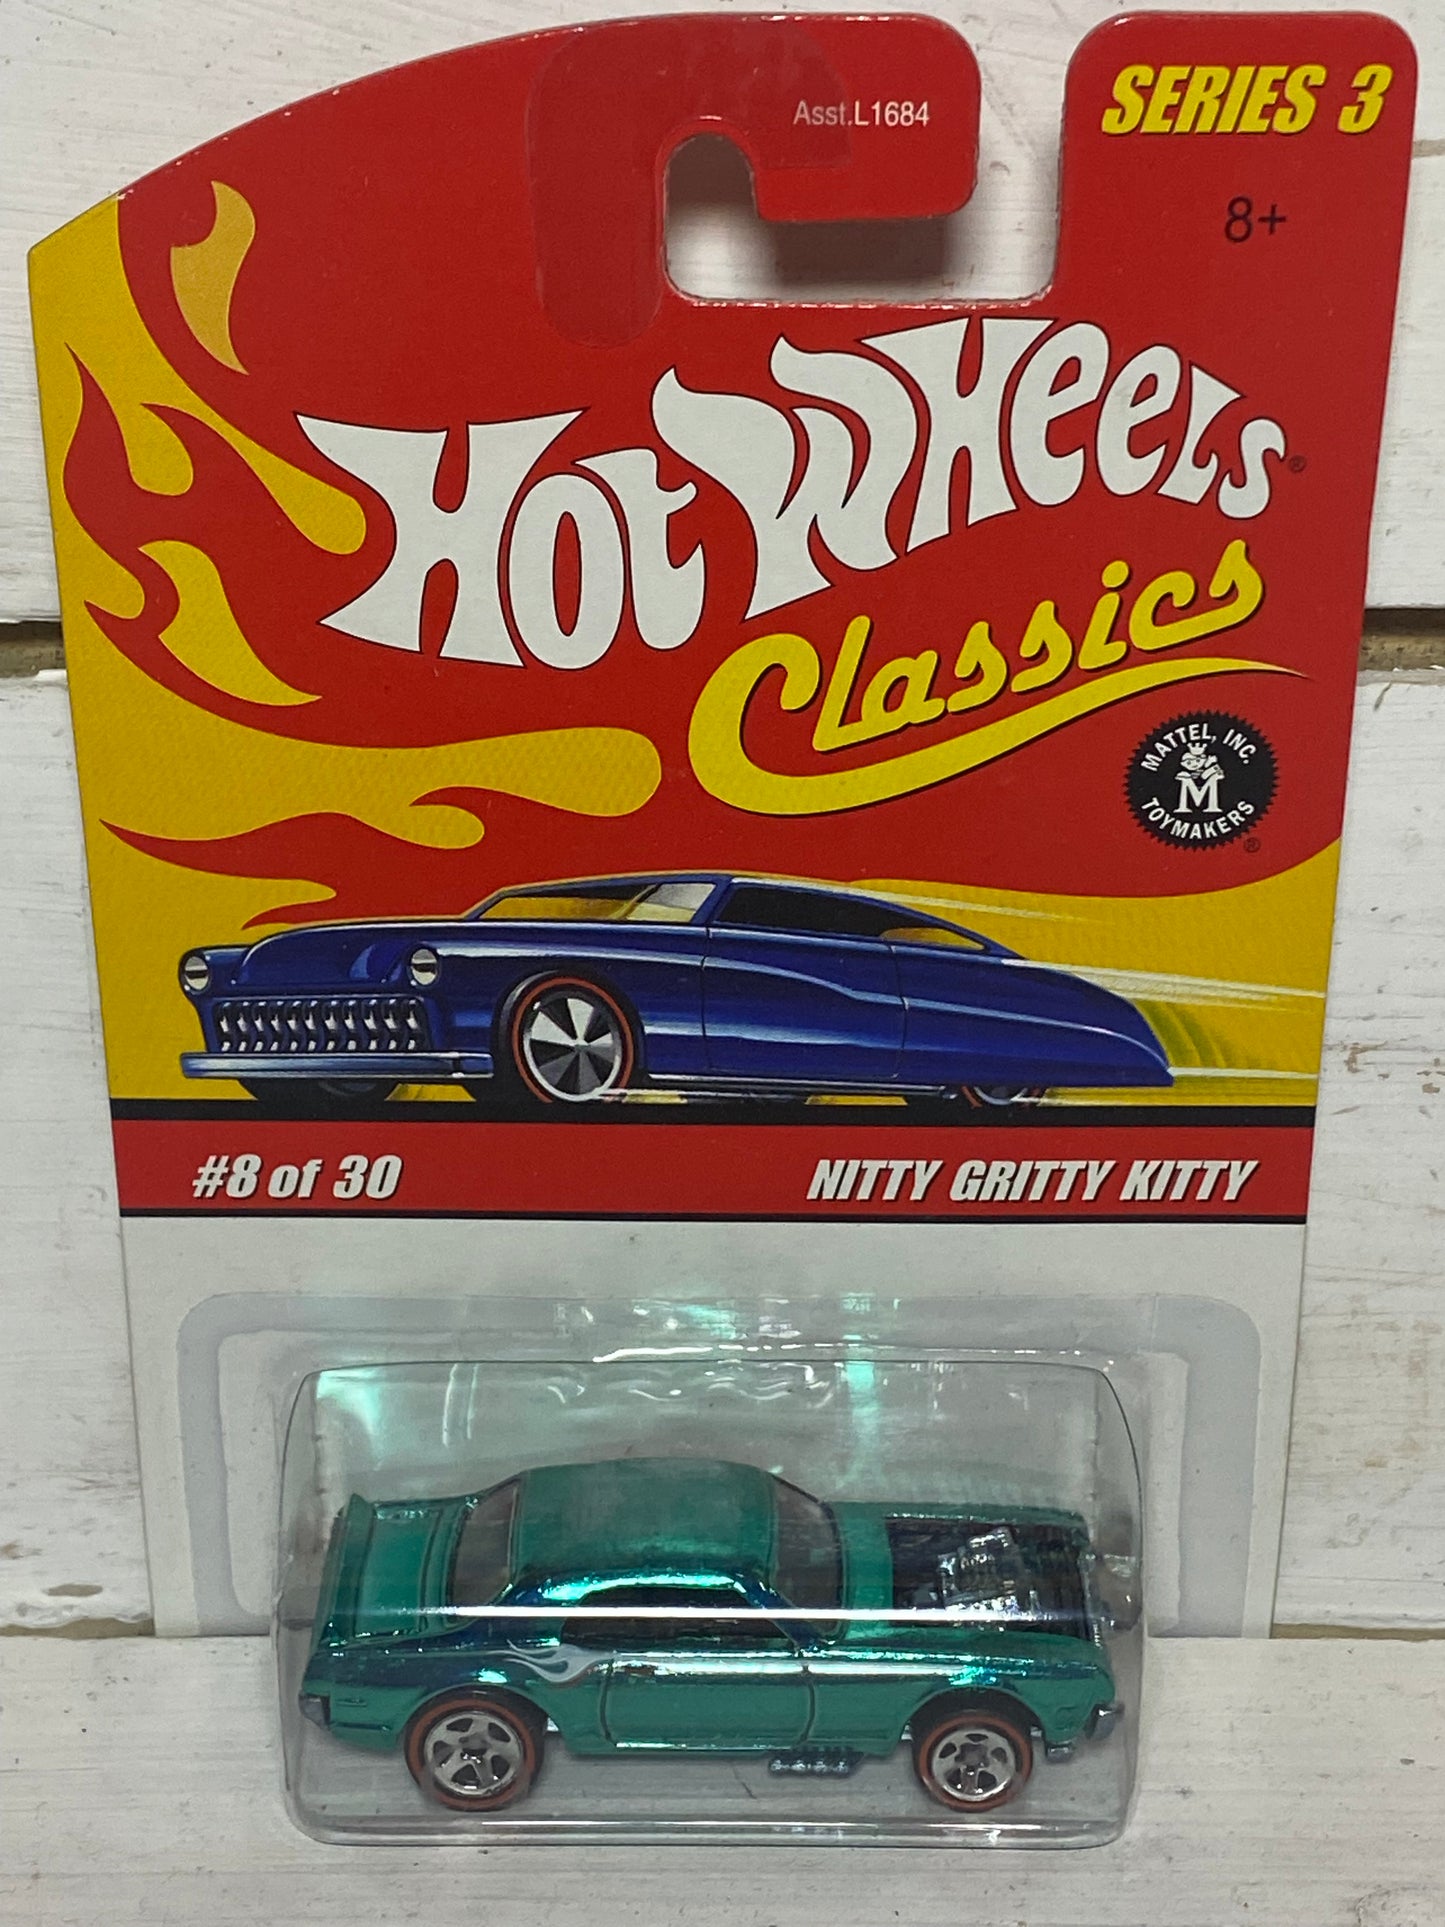 Asst.L1684
SERIES 3
8+
Hot Wheels®
Classics
MATTEL, INC.
M
TOYMAKERS®
#8 of 30
NITTY GRITTY KITTY